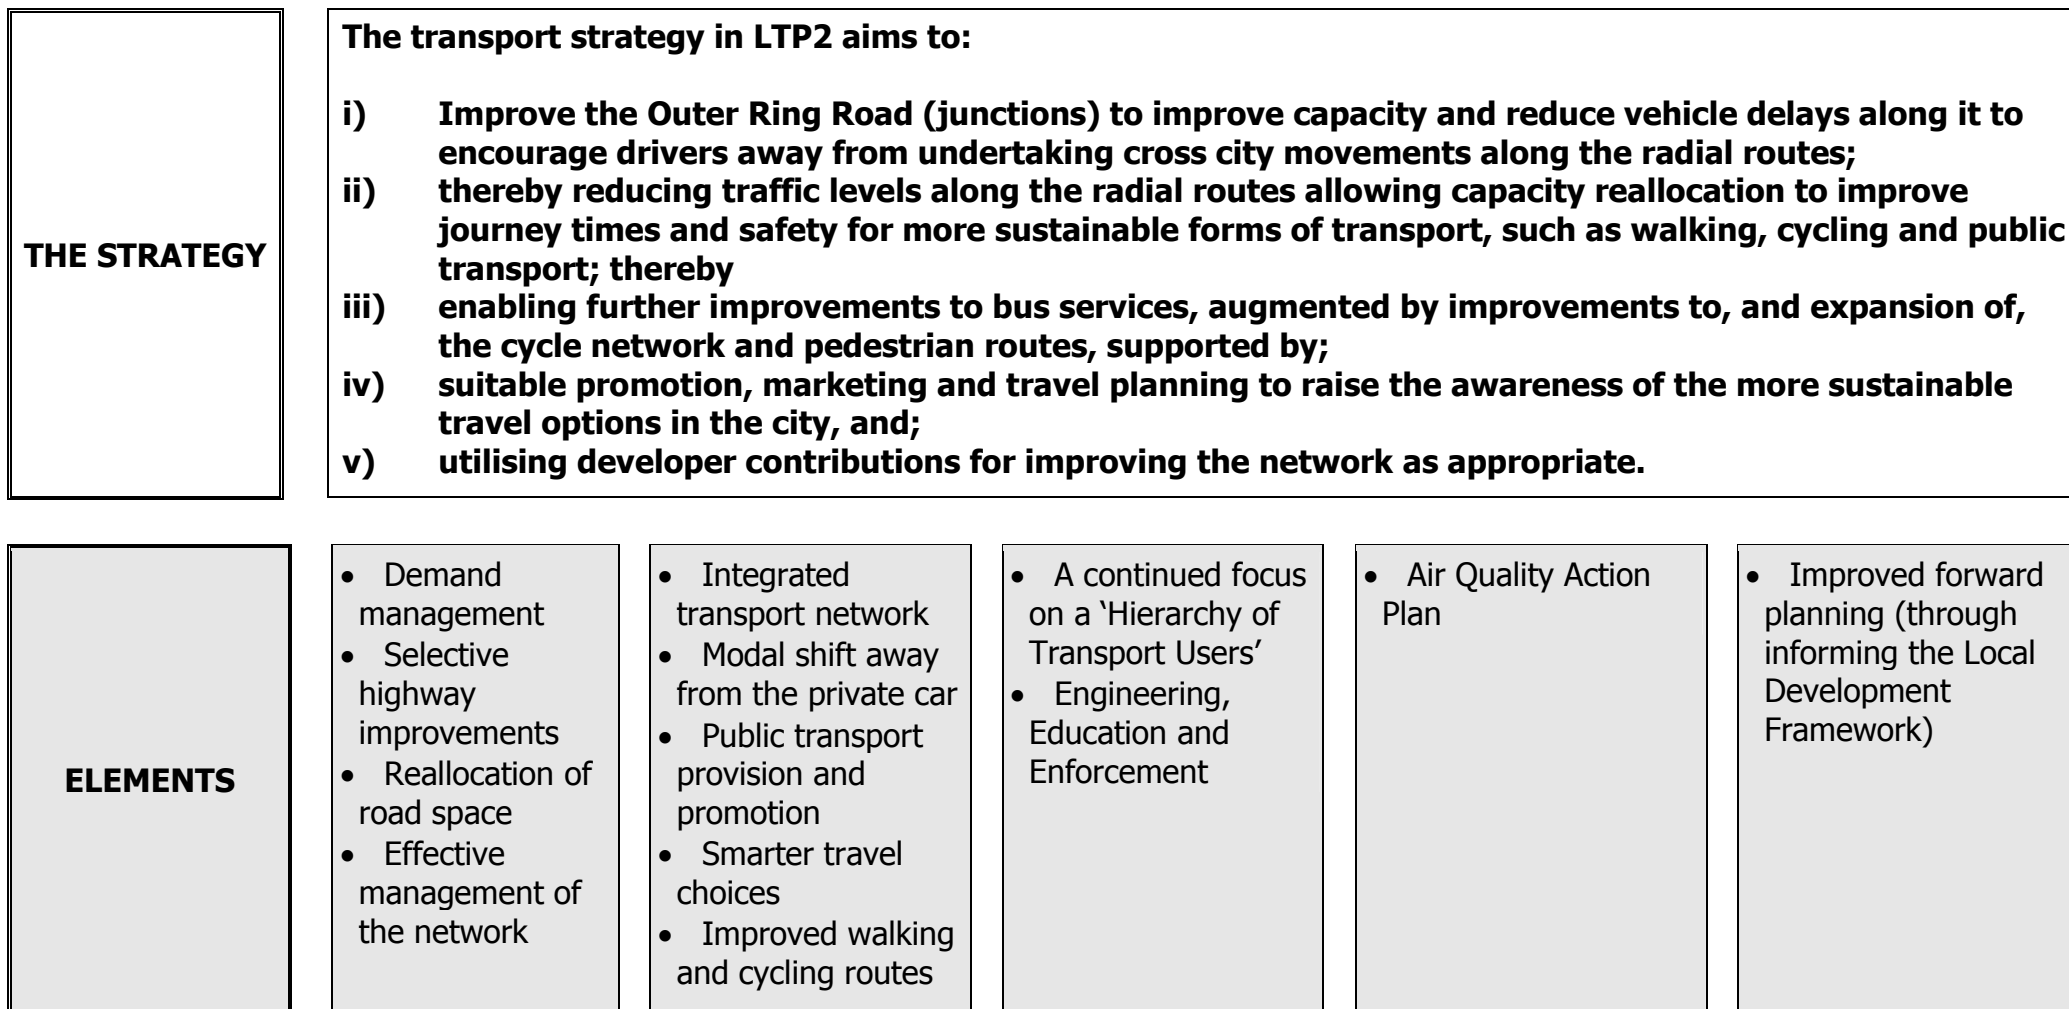 THE STRATEGY
The transport strategy in LTP2 aims to:
i) Improve the Outer Ring Road (junctions) to improve capacity and reduce vehicle delays along it to
encourage drivers away from undertaking cross city movements along the radial routes;
ii) thereby reducing traffic levels along the radial routes allowing capacity reallocation to improve
journey times and safety for more sustainable forms of transport, such as walking, cycling and public
transport; thereby
iii) enabling further improvements to bus services, augmented by improvements to, and expansion of,
the cycle network and pedestrian routes, supported by;
iv) suitable promotion, marketing and travel planning to raise the awareness of the more sustainable
travel options in the city, and;
v) utilising developer contributions for improving the network as appropriate.
ELEMENTS
• Demand
management
• Selective
highway
improvements
• Reallocation of
road space
• Effective
management of
the network
• Integrated
transport network
• Modal shift away
from the private car
• Public transport
provision and
promotion
• Smarter travel
choices
• Improved walking
and cycling routes
• A continued focus
on a ‘Hierarchy of
Transport Users’
• Engineering,
Education and
Enforcement
• Air Quality Action
Plan
• Improved forward
planning (through
informing the Local
Development
Framework)